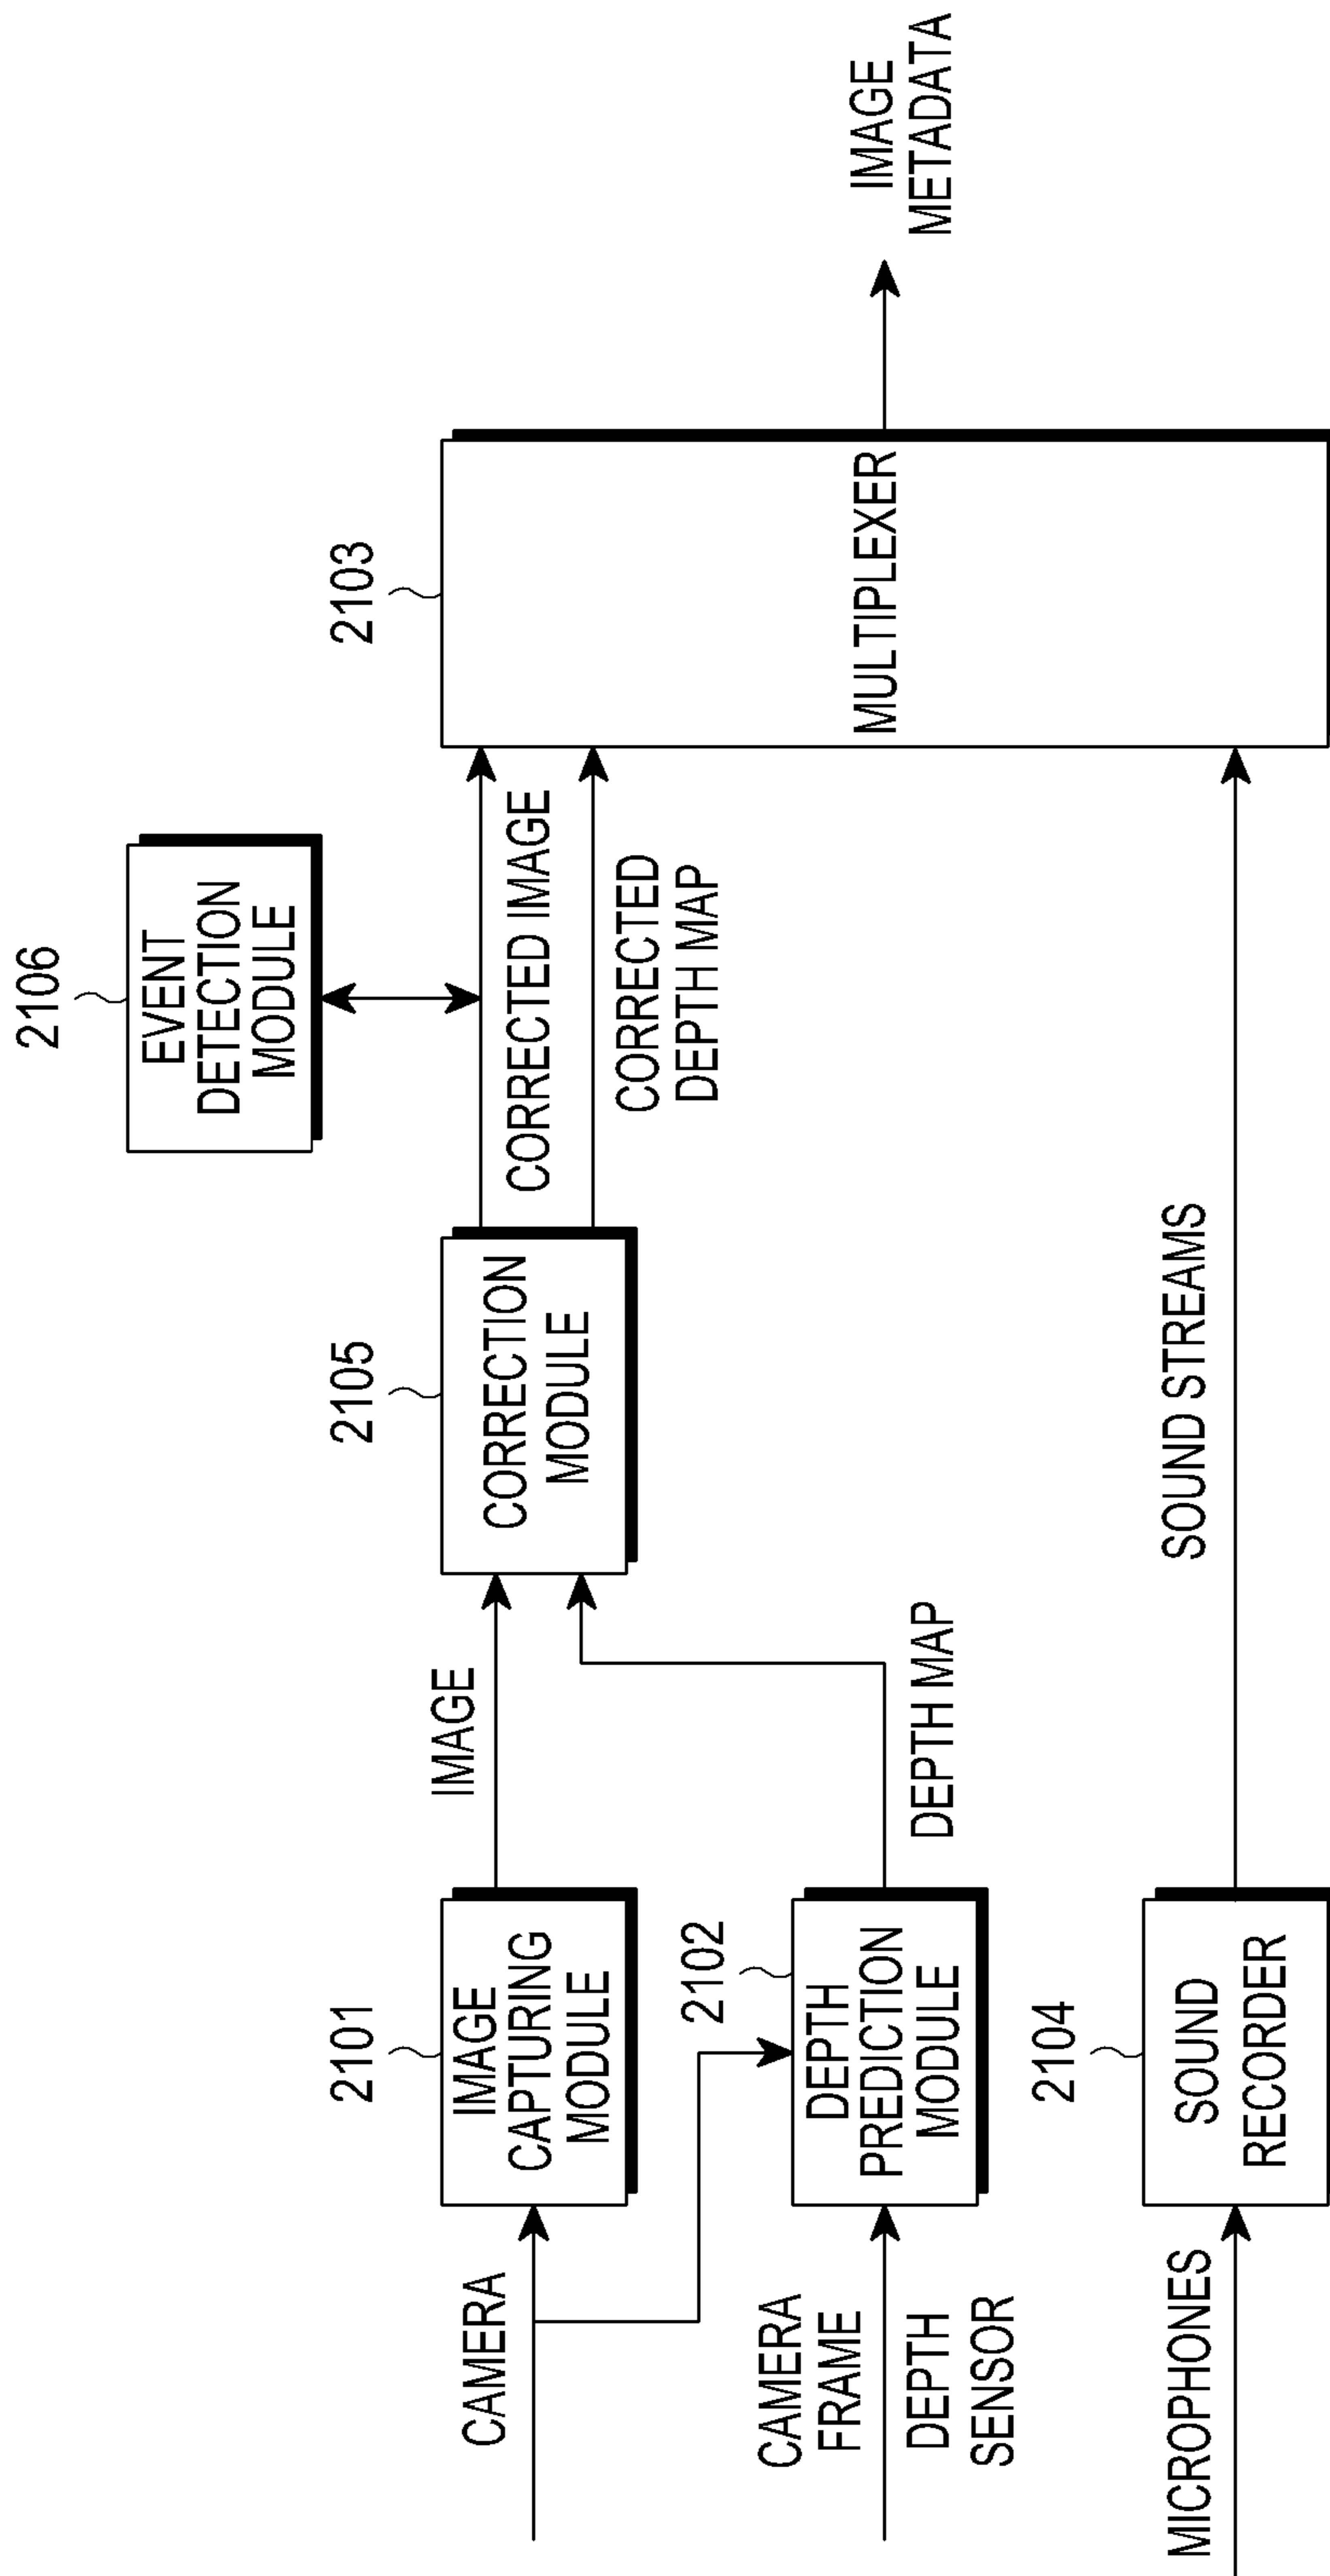 2106
EVENT
DETECTION
MODULE
2101
2105
2103
CAMERA
IMAGE
CAPTURING
MODULE
IMAGE
CORRECTION
MODULE
CORRECTED IMAGE
CORRECTED
DEPTH MAP
MULTIPLEXER
IMAGE
METADATA
2102
CAMERA
FRAME
DEPTH
SENSOR
DEPTH
PREDICTION
MODULE
DEPTH MAP
2104
MICROPHONES
SOUND
RECORDER
SOUND STREAMS